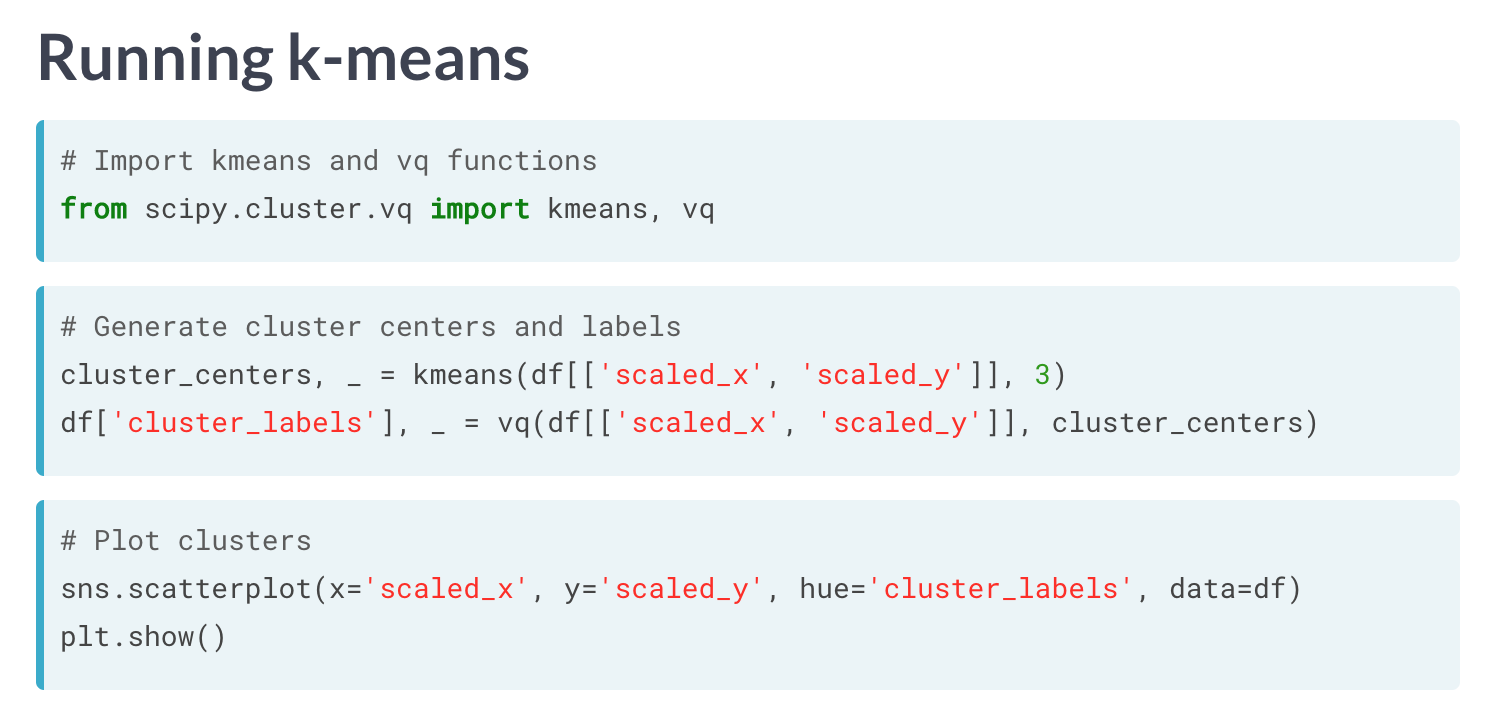 Running k-means
# Import kmeans and vq functions
from scipy.cluster.vq import kmeans, vq
# Generate cluster centers and labels
cluster_centers, _ = kmeans(df[['scaled_x', 'scaled_y']], 3)
df['cluster_labels'], _ = vq(df[['scaled_x', 'scaled_y']], cluster_centers)
# Plot clusters
sns.scatterplot(x='scaled_x', y='scaled_y', hue='cluster_labels', data=df)
plt.show()